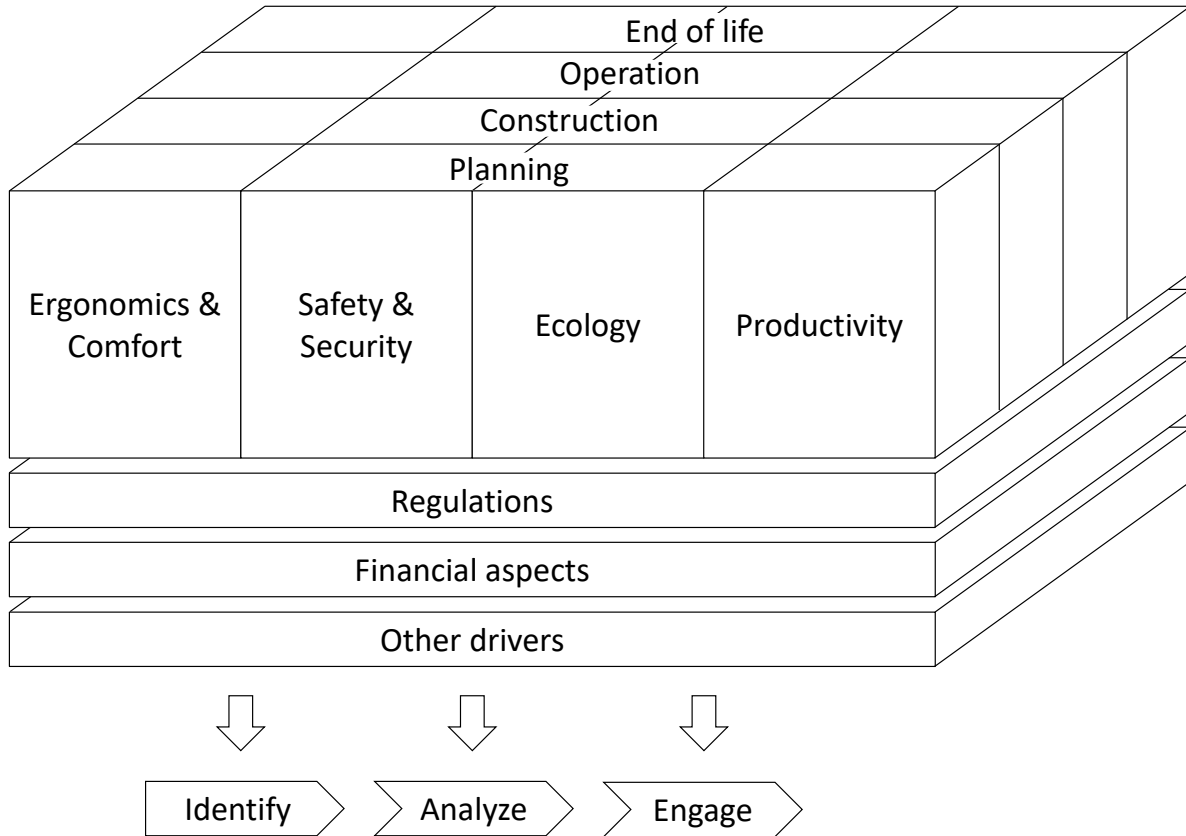 End of life
Operation
Construction
Planning
Ergonomics &
Comfort
Safety &
Security
Ecology
Productivity
Regulations
Financial aspects
Other drivers
Identify
Analyze
Engage